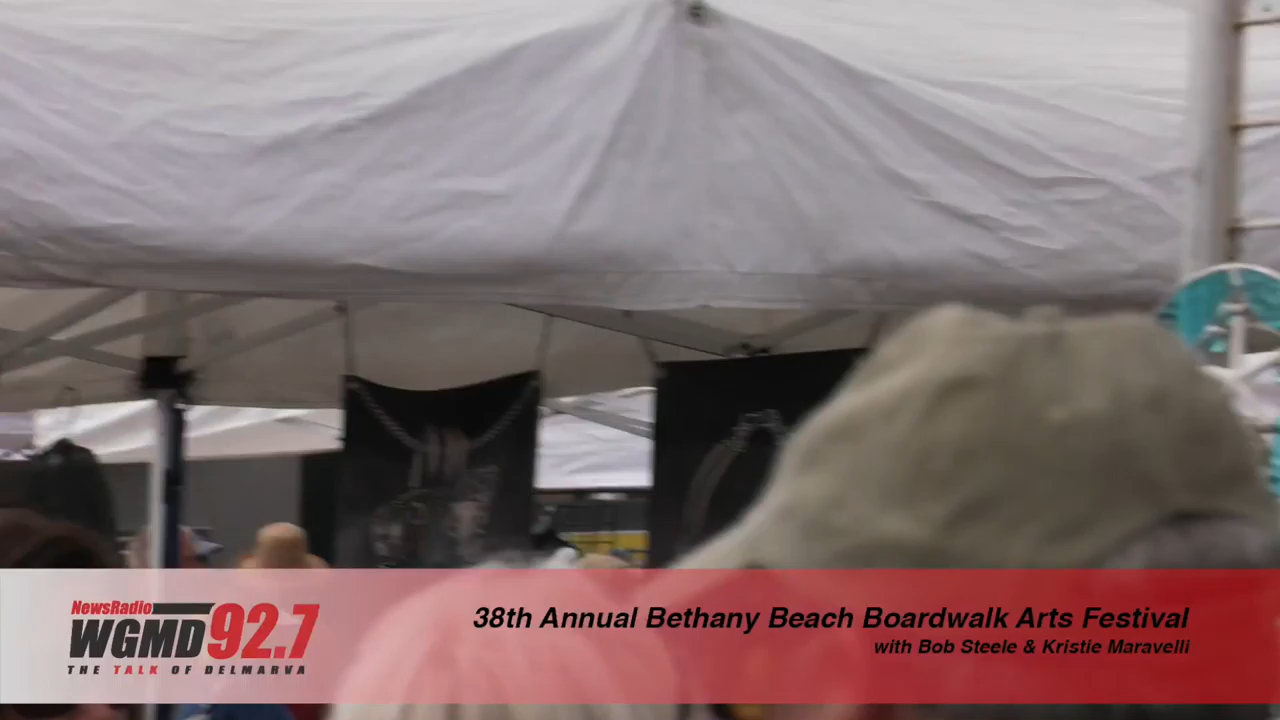 NewsRadio
WGMD 92.7
THE TALK OF DELMARVA
38th Annual Bethany Beach Boardwalk Arts Festival
with Bob Steele & Kristie Maravelli